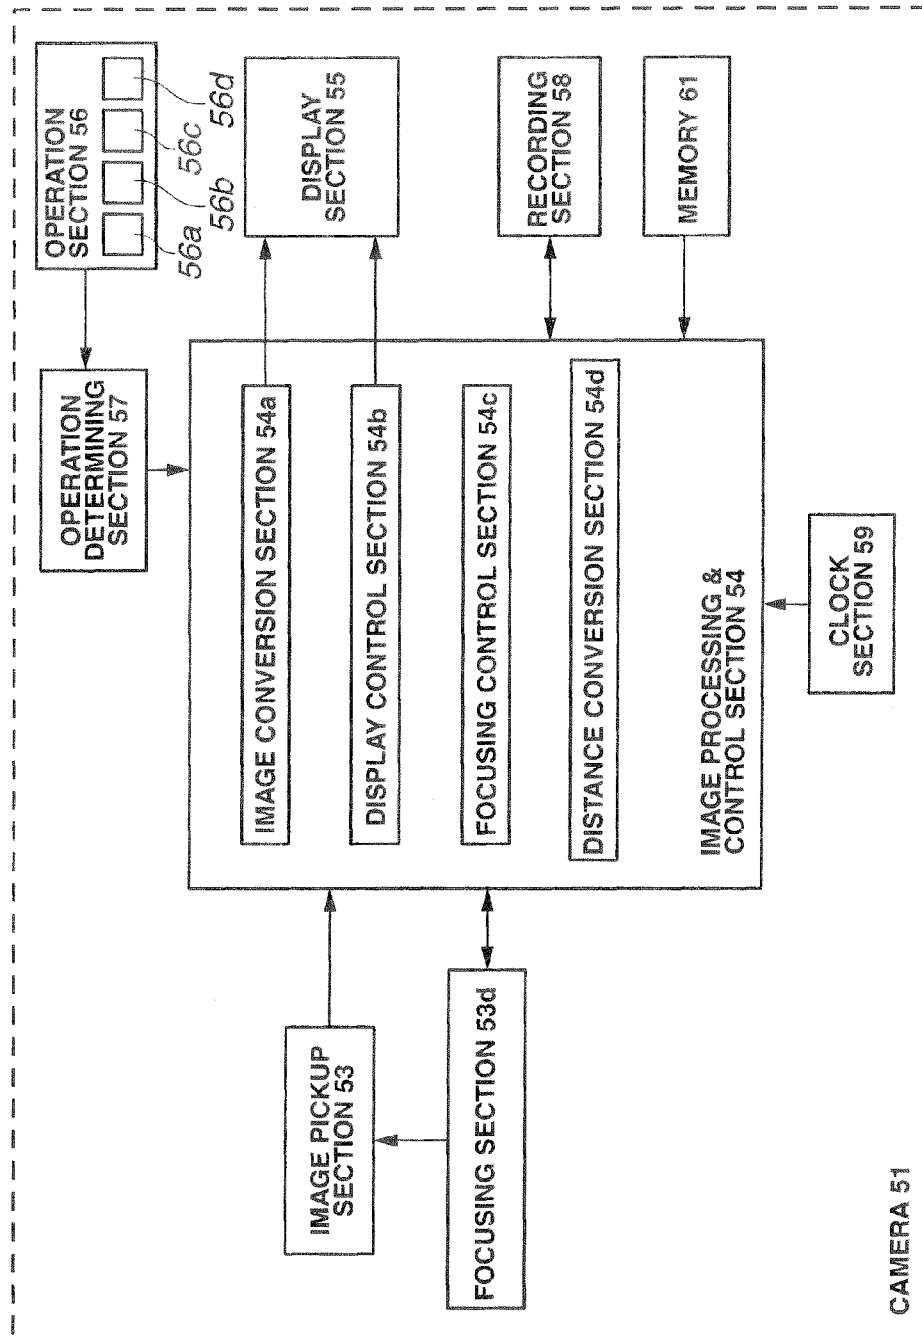 CAMERA 51
IMAGE PICKUP
SECTION 53
FOCUSING SECTION 53d
OPERATION
DETERMINING
SECTION 57
IMAGE CONVERSION SECTION 54a
DISPLAY CONTROL SECTION 54b
FOCUSING CONTROL SECTION 54c
DISTANCE CONVERSION SECTION 54d
IMAGE PROCESSING &
CONTROL SECTION 54
CLOCK
SECTION 59
OPERATION
SECTION 56
56a
56b
56c
56d
DISPLAY
SECTION 55
RECORDING
SECTION 58
MEMORY 61